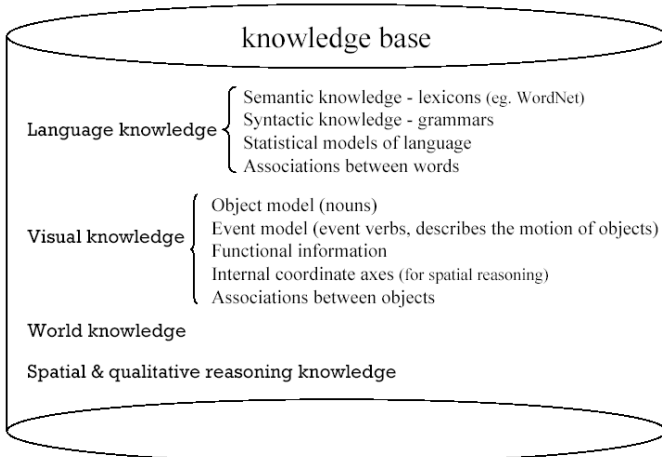 knowledge base
Language knowledge
Semantic knowledge - lexicons (eg. WordNet)
Syntactic knowledge - grammars
Statistical models of language
Associations between words
Visual knowledge
Object model (nouns)
Event model (event verbs, describes the motion of objects)
Functional information
Internal coordinate axes (for spatial reasoning)
Associations between objects
World knowledge
Spatial & qualitative reasoning knowledge